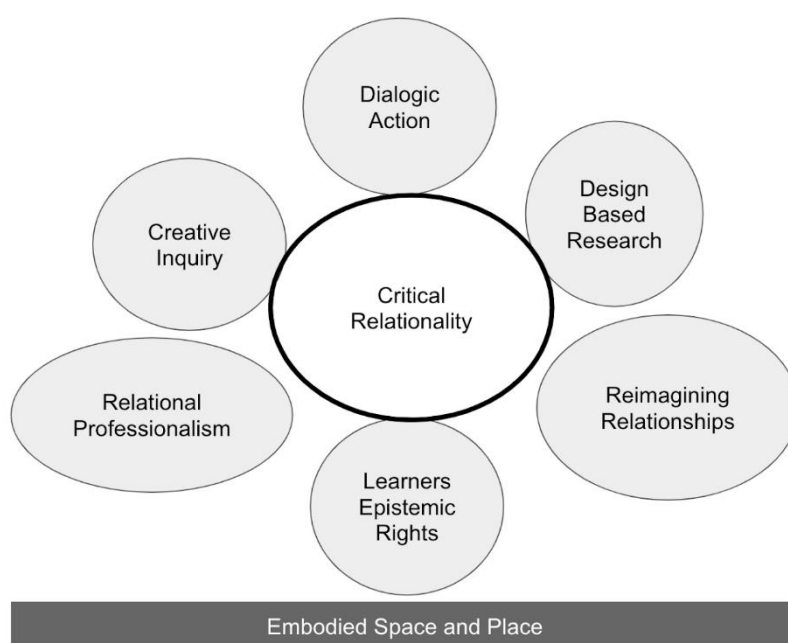 Dialogic
Action
Design
Based
Research
Creative
Inquiry
Critical
Relationality
Relational
Professionalism
Reimagining
Relationships
Learners
Epistemic
Rights
Embodied Space and Place